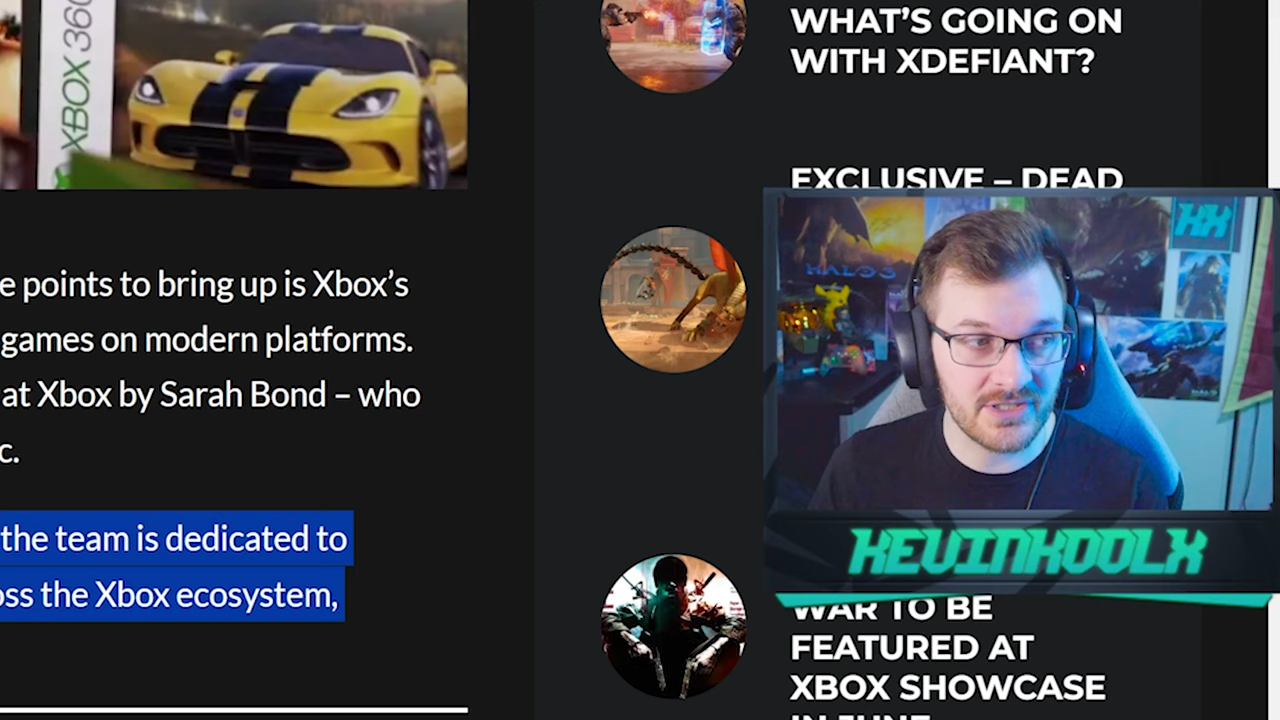 XBOX 360
e points to bring up is Xbox’s
games on modern platforms.
at Xbox by Sarah Bond – who
c.
the team is dedicated to
oss the Xbox ecosystem,
WHAT’S GOING ON
WITH XDEFIANT?
EXCLUSIVE – DEAD
HALO 3
KEVINKOOLX
WAR TO BE
FEATURED AT
XBOX SHOWCASE
IN JUNE